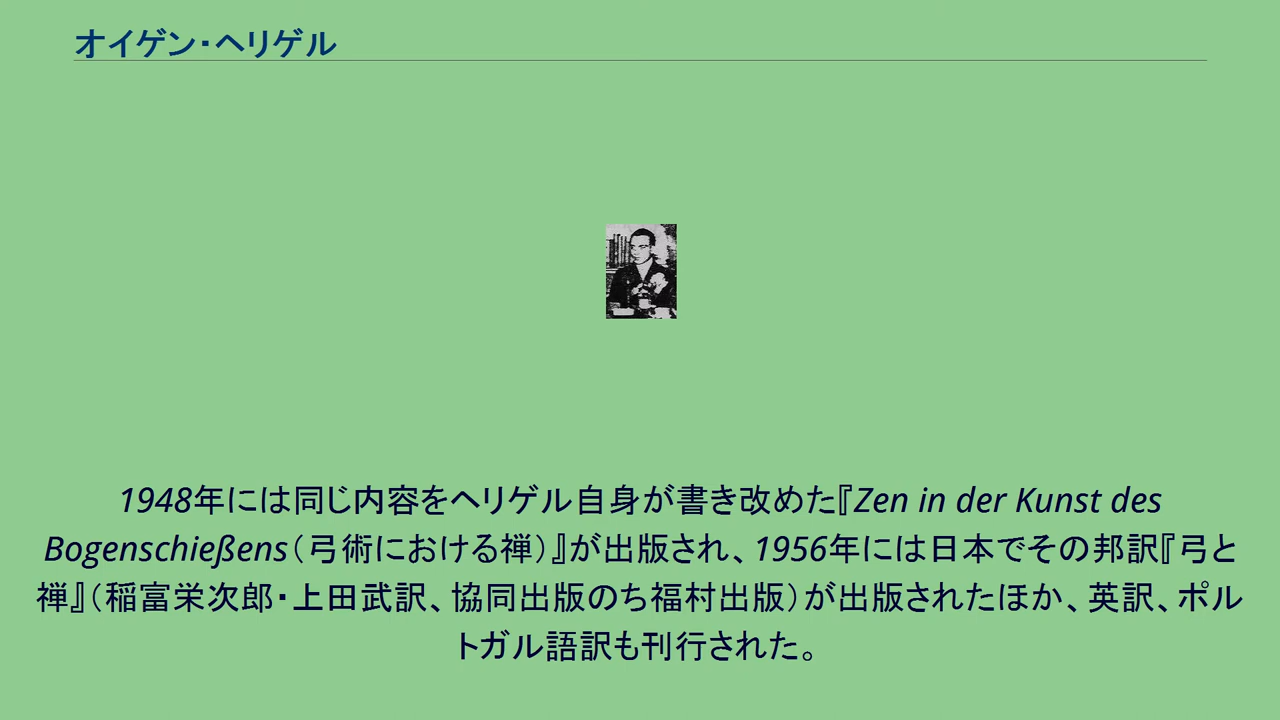 オイゲン・ヘリゲル
1948年には同じ内容をヘリゲル自身が書き改めた『Zen in der Kunst des
Bogenschießens（弓術における禅）』が出版され、1956年には日本でその邦訳『弓と
禅』（稲富栄次郎・上田武訳、協同出版のち福村出版）が出版されたほか、英訳、ポル
トガル語訳も刊行された。